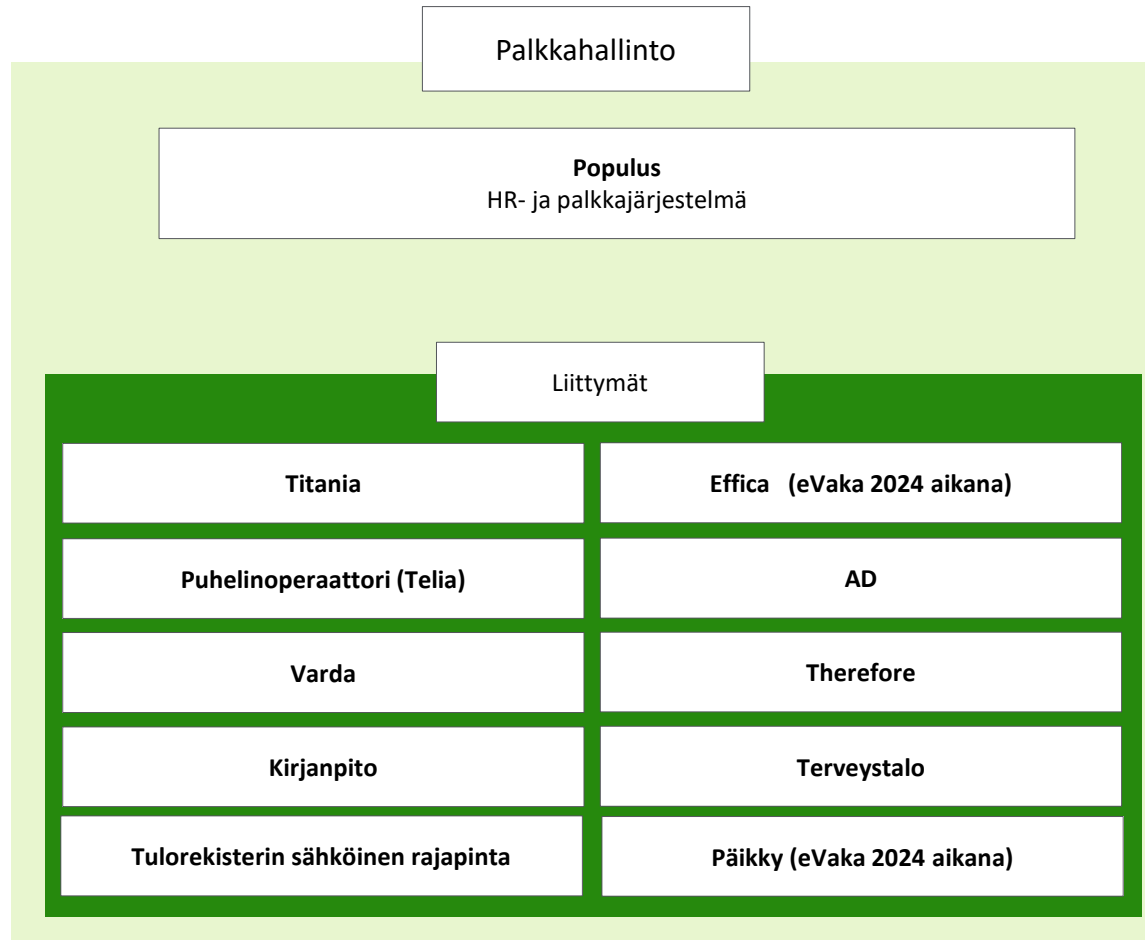 Palkkahallinto
Populus
HR- ja palkkajärjestelmä
Liittymät
Titania
Effica (eVaka 2024 aikana)
Puhelinoperaattori (Telia)
AD
Varda
Therefore
Kirjanpito
Terveystalo
Tulorekisterin sähköinen rajapinta
Päikky (eVaka 2024 aikana)